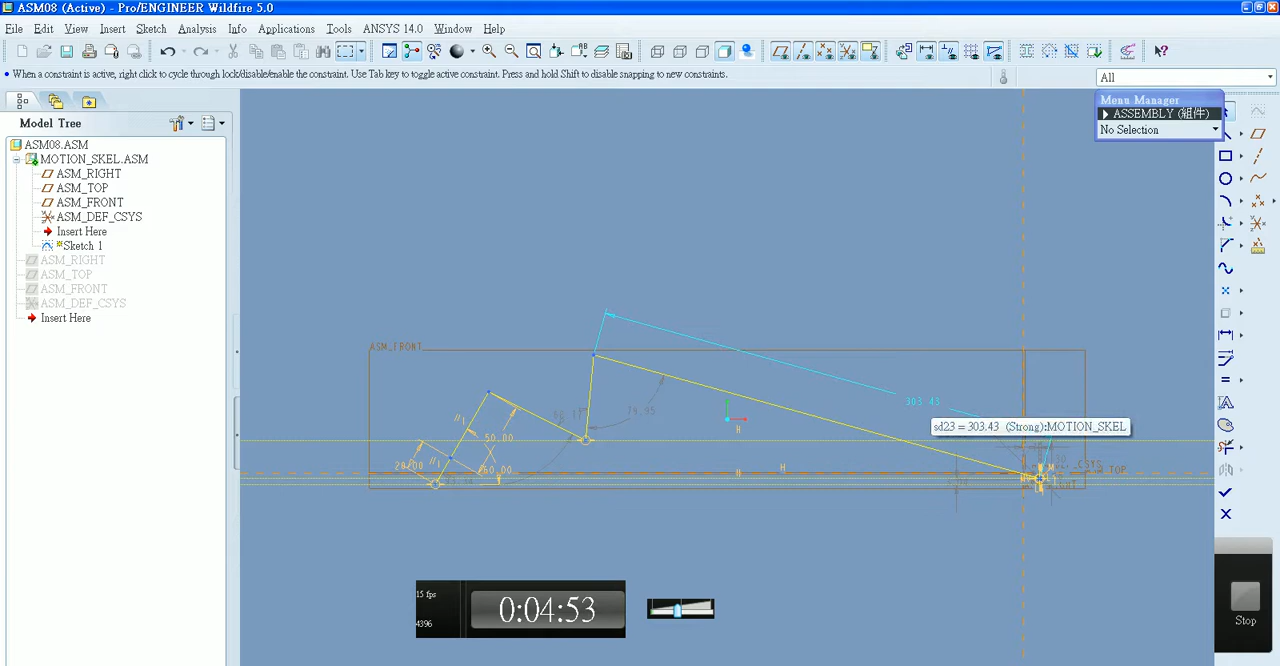 ASM08 (Active) - Pro/ENGINEER Wildfire 5.0
File Edit View Insert Sketch Analysis Info Applications Tools ANSYS 14.0 Window Help
When a constraint is active, right click to cycle through lock/disable/enable the constraint. Use Tab key to toggle active constraint. Press and hold Shift to disable snapping to new constraints.
All
Menu Manager
ASSEMBLY (組件)
No Selection
Model Tree
ASM08.ASM
MOTION_SKEL.ASM
ASM_RIGHT
ASM_TOP
ASM_FRONT
ASM_DEF_CSYS
Insert Here
*Sketch 1
ASM_RIGHT
ASM_TOP
ASM_FRONT
ASM_DEF_CSYS
Insert Here
ASM_FRONT
303.43
sd23 = 303.43 (Strong):MOTION_SKEL
74.95
//1
50.00
28.00
//1
60.00
H
H
H
15 fps
4396
0:04:53
Stop